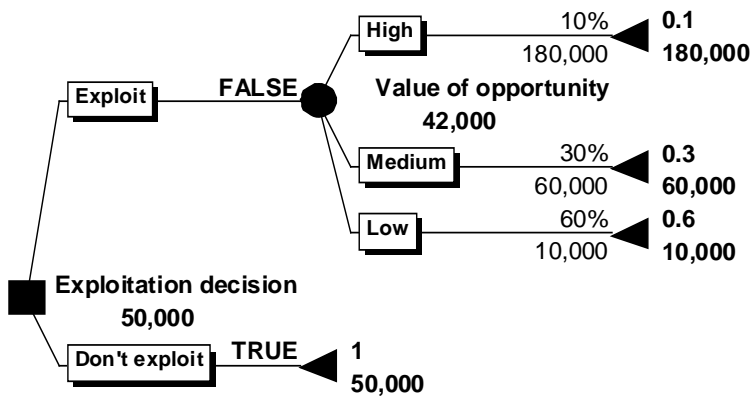 High
10%
0.1
180,000
180,000
Exploit
FALSE
Value of opportunity
42,000
Medium
30%
0.3
60,000
60,000
Low
60%
0.6
10,000
10,000
Exploitation decision
50,000
Don't exploit
TRUE
1
50,000